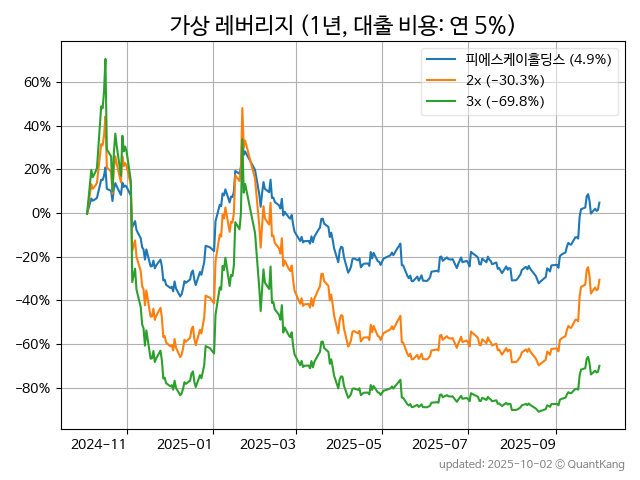 가상 레버리지 (1년, 대출 비용: 연 5%)
피에스케이홀딩스 (4.9%)
2x (−30.3%)
3x (−69.8%)
60%
40%
20%
0%
−20%
−40%
−60%
−80%
2024-11
2025-01
2025-03
2025-05
2025-07
2025-09
updated: 2025-10-02 © QuantKang